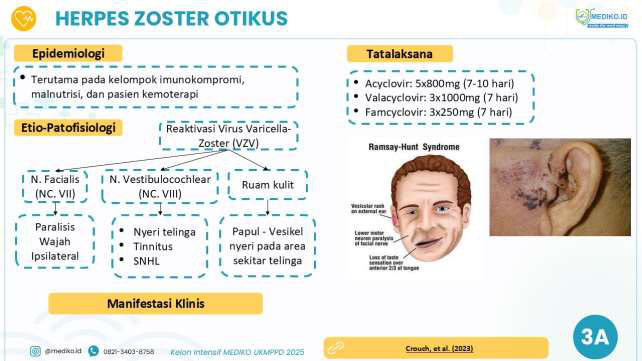 HERPES ZOSTER OTIKUS
MEDIKO.ID
Epidemiologi
• Terutama pada kelompok imunokompromi,
malnutrisi, dan pasien kemoterapi
Etio-Patofisiologi
Reaktivasi Virus Varicella-
Zoster (VZV)
N. Facialis
(NC. VII)
N. Vestibulocochlear
(NC. VIII)
Ruam kulit
Paralisis
Wajah
Ipsilateral
• Nyeri telinga
• Tinnitus
• SNHL
Papul - Vesikel
nyeri pada area
sekitar telinga
Manifestasi Klinis
Tatalaksana
• Acyclovir: 5x800mg (7-10 hari)
• Valacyclovir: 3x1000mg (7 hari)
• Famcyclovir: 3x250mg (7 hari)
Ramsay-Hunt Syndrome
Vesicular rash
on external ear
Lower motor
neuron paralysis
of facial nerve
Loss of taste
sensation over
anterior 2/3 of tongue
3A
@mediko.id
0821-3403-8758
Kelon Intensif MEDIKO UKMPPD 2025
Crouch, et al. (2023)